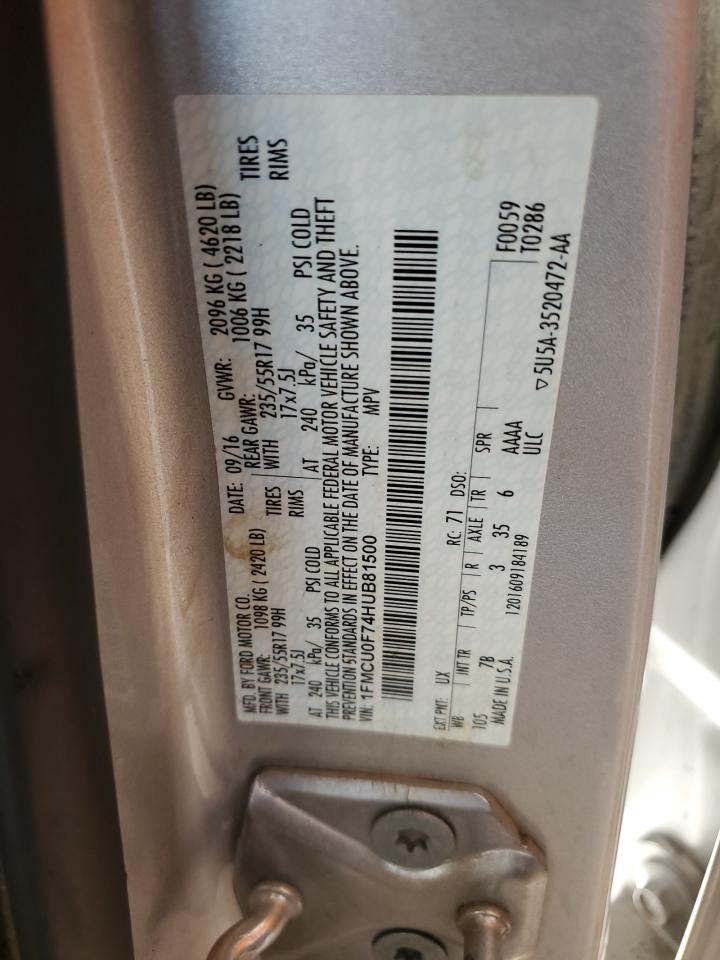 MFD. BY FORD MOTOR CO. DATE: 09/16 GVWR: 2096 KG ( 4620 LB)
FRONT GAWR: 1098 KG ( 2420 LB) REAR GAWR: 1006 KG ( 2218 LB)
WITH 235/55R17 99H TIRES WITH 235/55R17 99H TIRES
17x7.5J RIMS 17x7.5J RIMS
AT 240 kPa/ 35 PSI COLD AT 240 kPa/ 35 PSI COLD
THIS VEHICLE CONFORMS TO ALL APPLICABLE FEDERAL MOTOR VEHICLE SAFETY AND THEFT
PREVENTION STANDARDS IN EFFECT ON THE DATE OF MANUFACTURE SHOWN ABOVE.
VIN: 1FMCU0F74HUB81500 TYPE: MPV
EXT PNT: UX RC: 71 DSO:
WB INT TR TP/PS R AXLE TR SPR F0059
105 7B 3 35 6 AAAA T0286
MADE IN U.S.A. 1201609184189 ULC ▽5U5A-3520472-AA